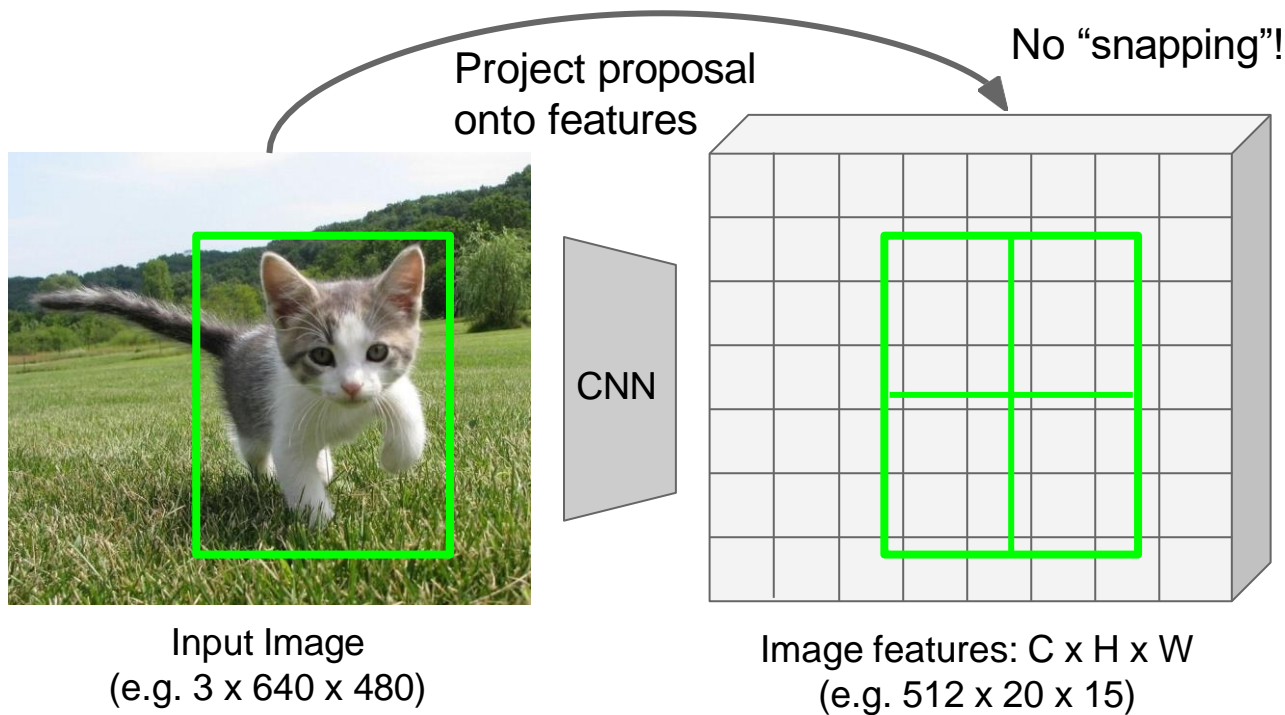 No “snapping”!
Project proposal
onto features
CNN
Input Image
(e.g. 3 x 640 x 480)
Image features: C x H x W
(e.g. 512 x 20 x 15)